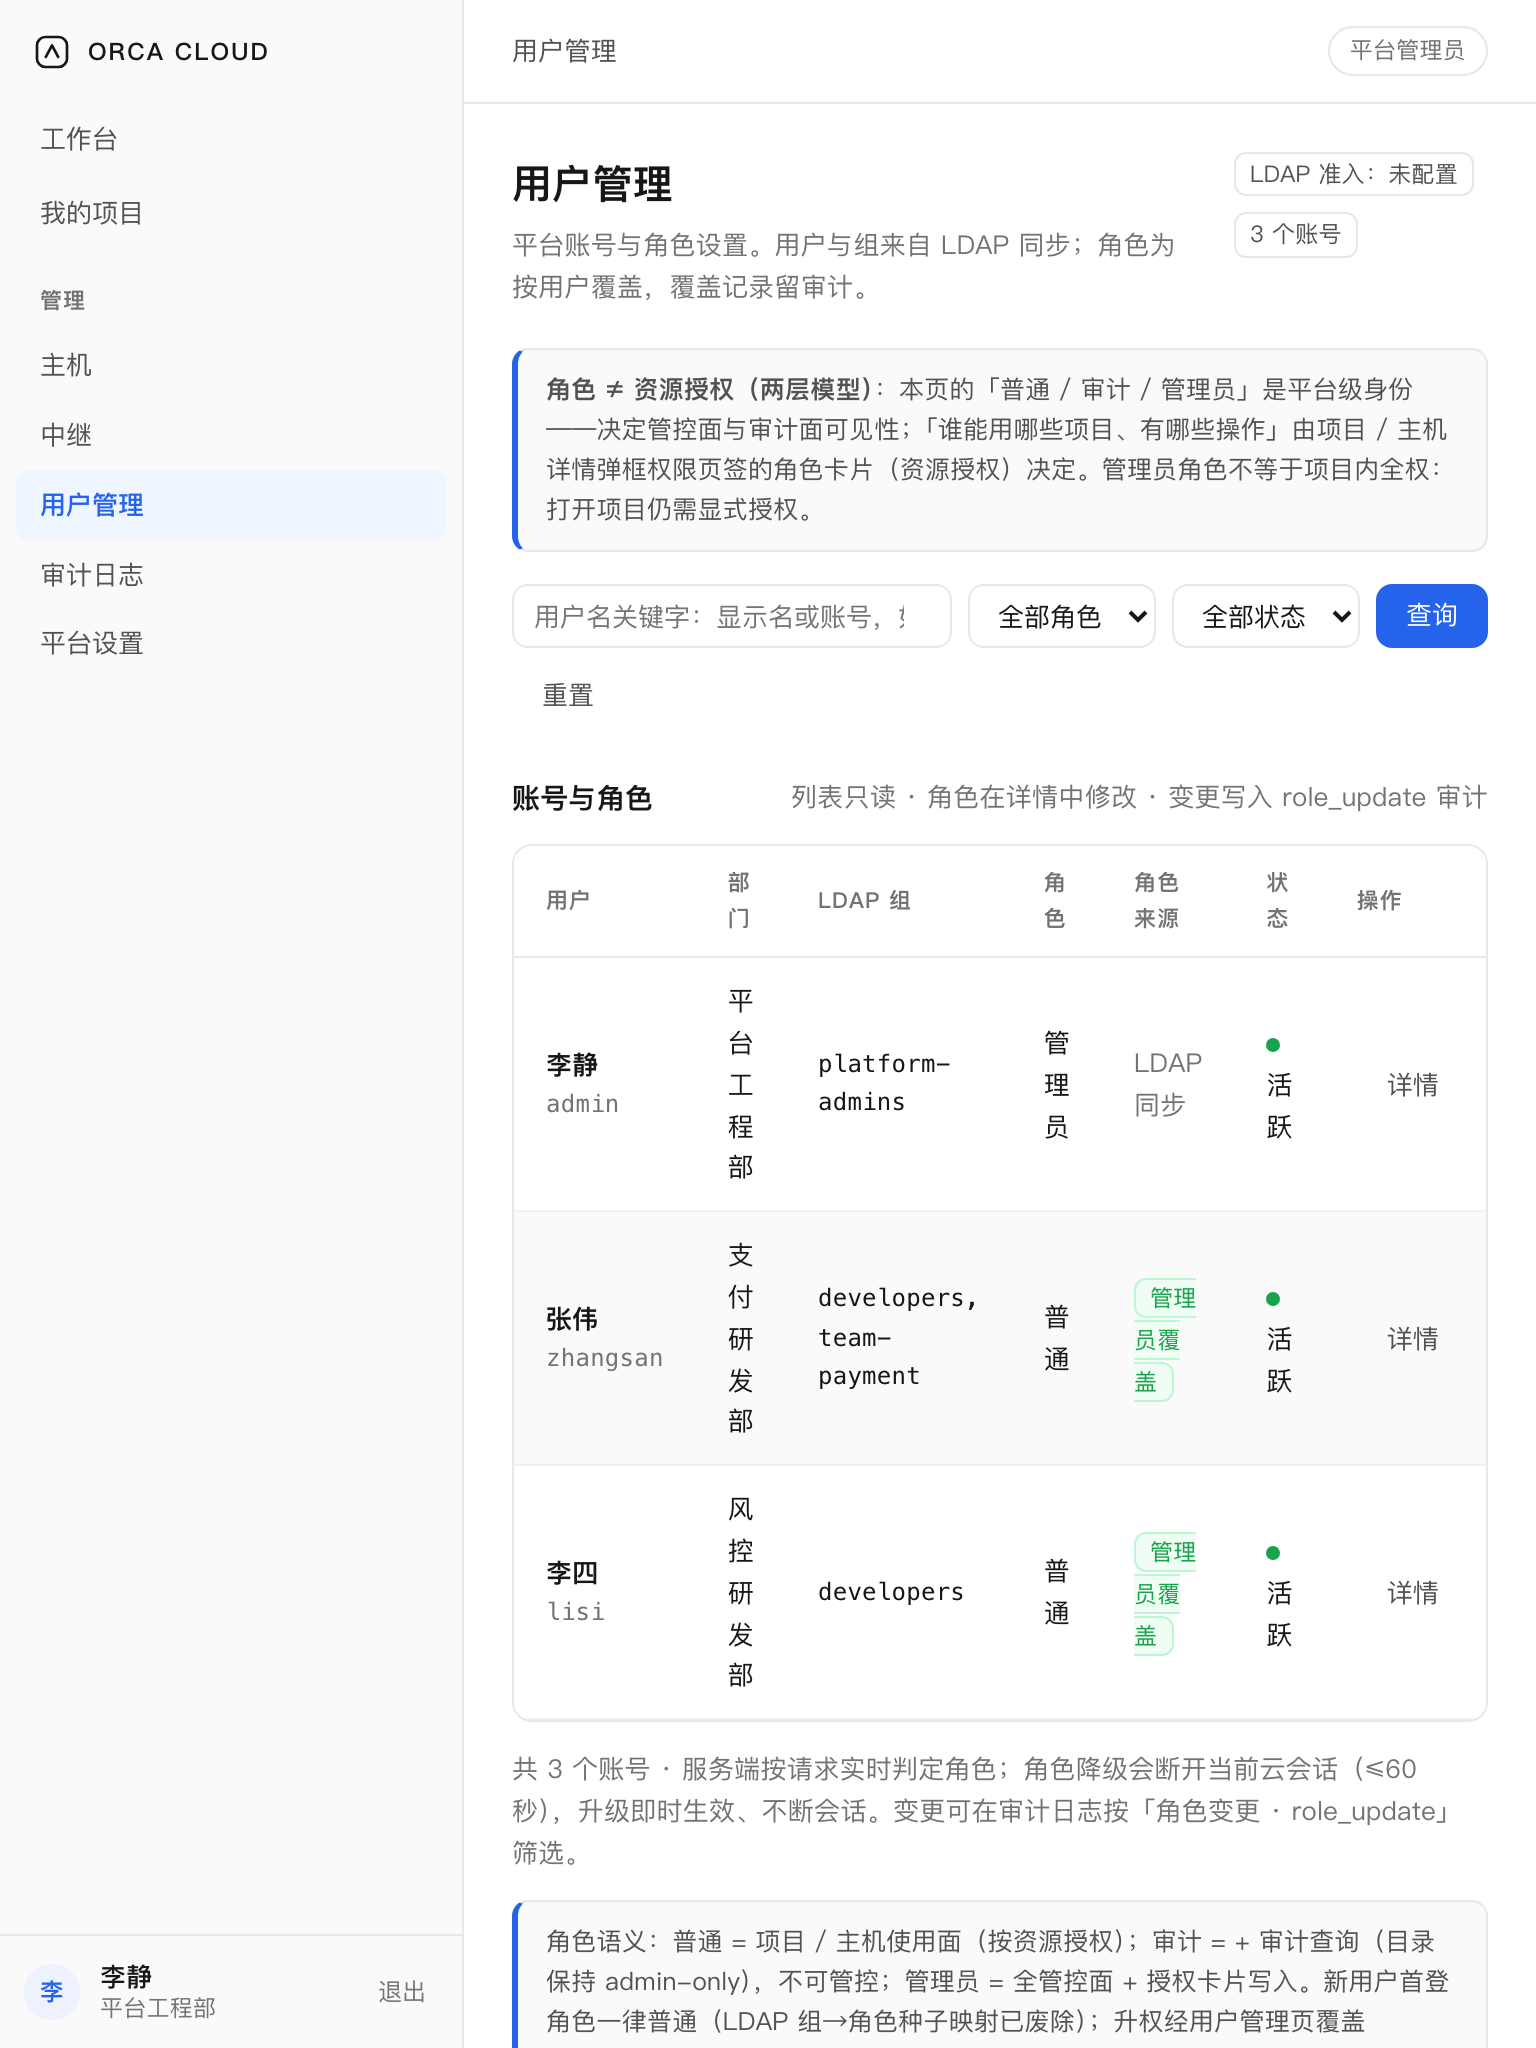 ORCA CLOUD
工作台
我的项目
管理
主机
中继
用户管理
审计日志
平台设置
李
李静
平台工程部
退出
用户管理
平台管理员
用户管理
平台账号与角色设置。用户与组来自 LDAP 同步；角色为
按用户覆盖，覆盖记录留审计。
LDAP 准入：未配置
3 个账号
角色 ≠ 资源授权（两层模型）：本页的「普通 / 审计 / 管理员」是平台级身份
——决定管控面与审计面可见性；「谁能用哪些项目、有哪些操作」由项目 / 主机
详情弹框权限页签的角色卡片（资源授权）决定。管理员角色不等于项目内全权：
打开项目仍需显式授权。
用户名关键字：显示名或账号，
全部角色
全部状态
查询
重置
账号与角色
列表只读 · 角色在详情中修改 · 变更写入 role_update 审计
用户
部
门
LDAP 组
角
色
角色
来源
状
态
操作
李静
admin
平
台
工
程
部
platform-
admins
管
理
员
LDAP
同步
活
跃
详情
张伟
zhangsan
支
付
研
发
部
developers,
team-
payment
普
通
管理
员覆
盖
活
跃
详情
李四
lisi
风
控
研
发
部
developers
普
通
管理
员覆
盖
活
跃
详情
共 3 个账号 · 服务端按请求实时判定角色；角色降级会断开当前云会话（≤60
秒），升级即时生效、不断会话。变更可在审计日志按「角色变更 · role_update」
筛选。
角色语义：普通 = 项目 / 主机使用面（按资源授权）；审计 = + 审计查询（目录
保持 admin-only），不可管控；管理员 = 全管控面 + 授权卡片写入。新用户首登
角色一律普通（LDAP 组→角色种子映射已废除）；升权经用户管理页覆盖